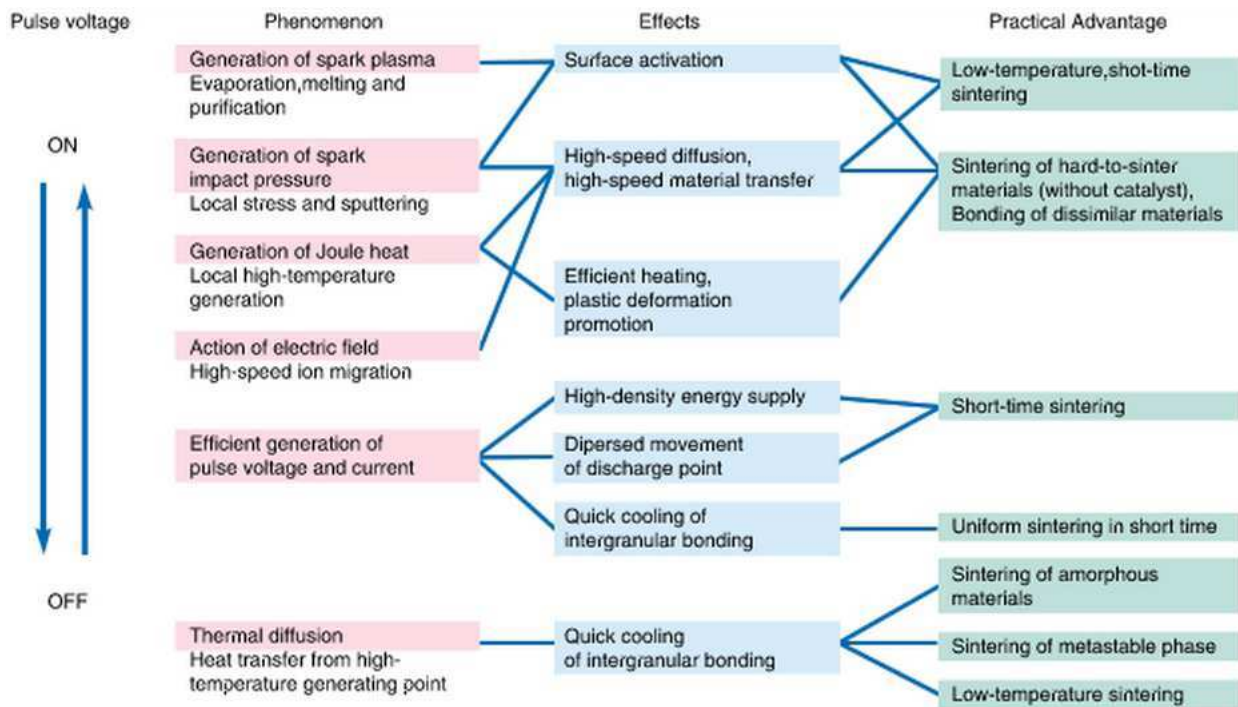 Pulse voltage
Phenomenon
Effects
Practical Advantage
ON
OFF
Generation of spark plasma
Evaporation,melting and
purification
Generation of spark
impact pressure
Local stress and sputtering
Generation of Joule heat
Local high-temperature
generation
Action of electric field
High-speed ion migration
Efficient generation of
pulse voltage and current
Thermal diffusion
Heat transfer from high-
temperature generating point
Surface activation
High-speed diffusion,
high-speed material transfer
Efficient heating,
plastic deformation
promotion
High-density energy supply
Dipersed movement
of discharge point
Quick cooling of
intergranular bonding
Quick cooling
of intergranular bonding
Low-temperature,shot-time
sintering
Sintering of hard-to-sinter
materials (without catalyst),
Bonding of dissimilar materials
Short-time sintering
Uniform sintering in short time
Sintering of amorphous
materials
Sintering of metastable phase
Low-temperature sintering